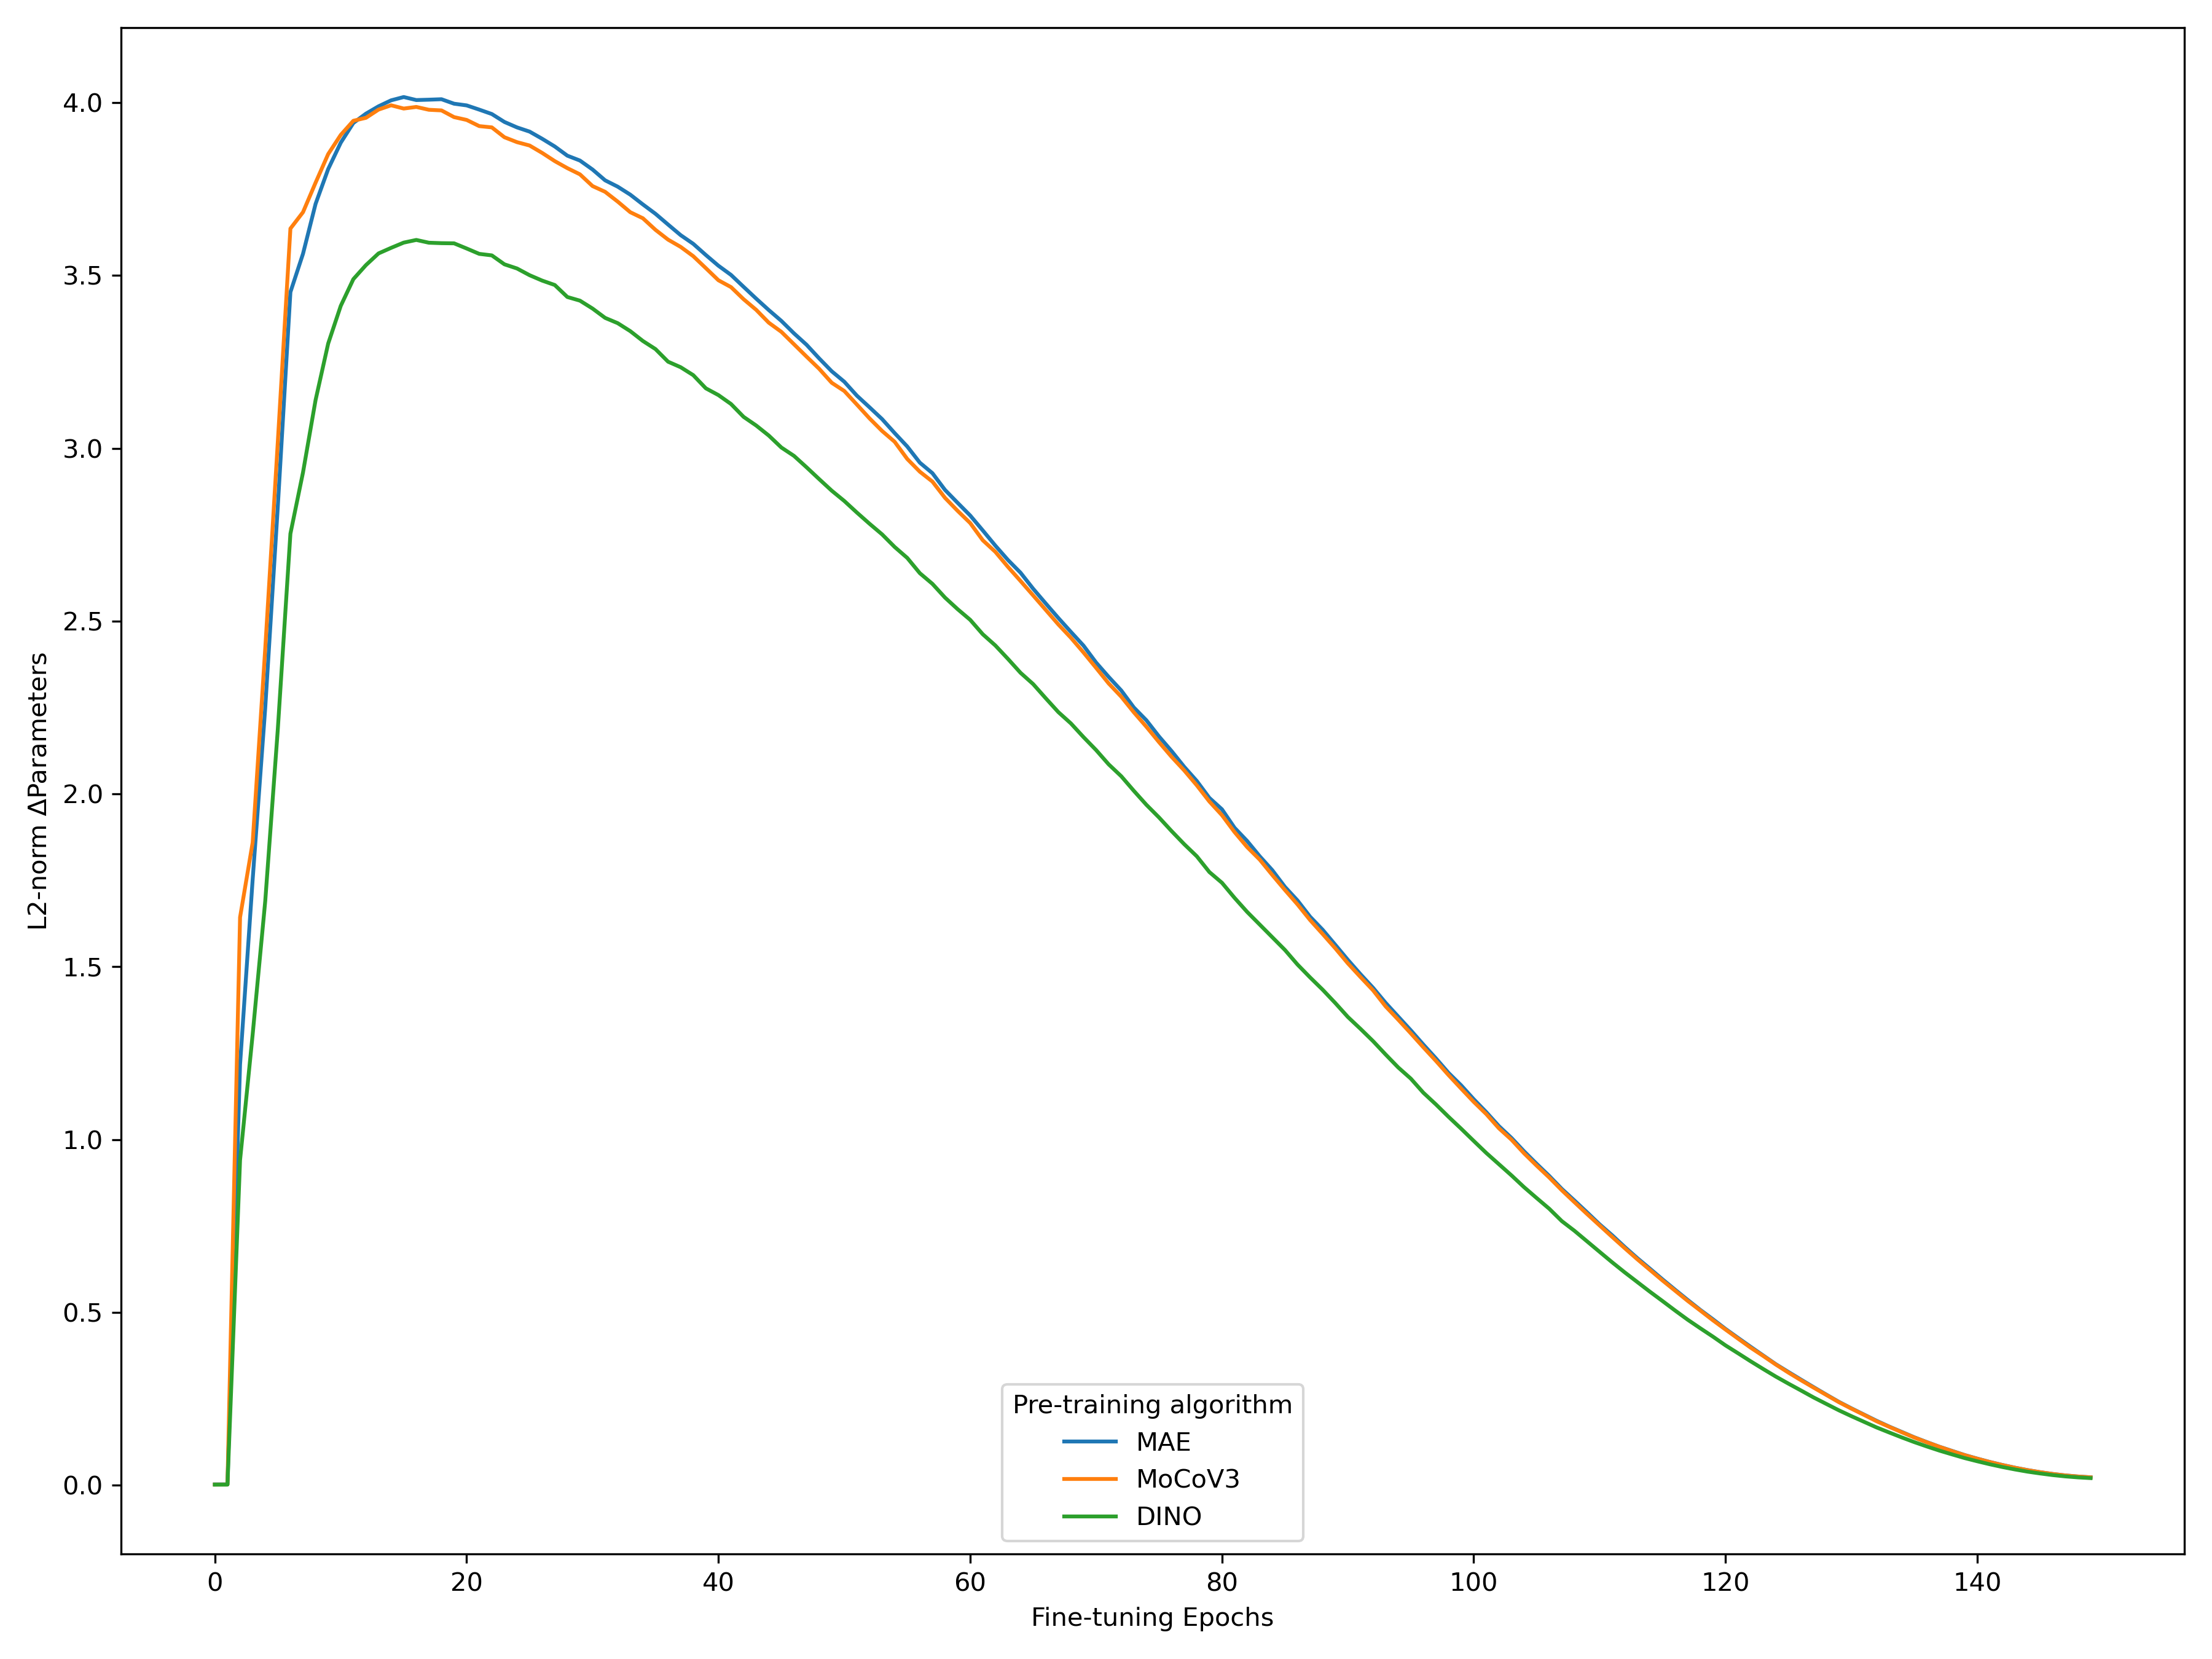 4.0
3.5
3.0
2.5
2.0
1.5
1.0
0.5
0.0
L2-norm ΔParameters
Pre-training algorithm
MAE
MoCoV3
DINO
0 20 40 60 80 100 120 140
Fine-tuning Epochs